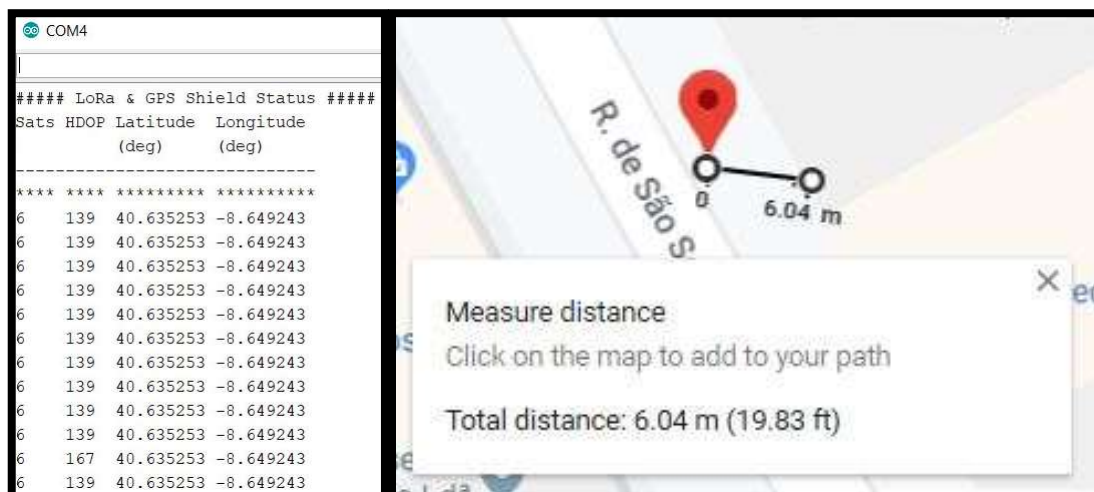 COM4
##### LoRa & GPS Shield Status #####
Sats HDOP Latitude Longitude
(deg) (deg)
------------------------------
**** **** ********* **********
6 139 40.635253 -8.649243
6 139 40.635253 -8.649243
6 139 40.635253 -8.649243
6 139 40.635253 -8.649243
6 139 40.635253 -8.649243
6 139 40.635253 -8.649243
6 139 40.635253 -8.649243
6 139 40.635253 -8.649243
6 139 40.635253 -8.649243
6 139 40.635253 -8.649243
6 167 40.635253 -8.649243
6 139 40.635253 -8.649243
R. de São S
0
6.04 m
Measure distance
Click on the map to add to your path
Total distance: 6.04 m (19.83 ft)